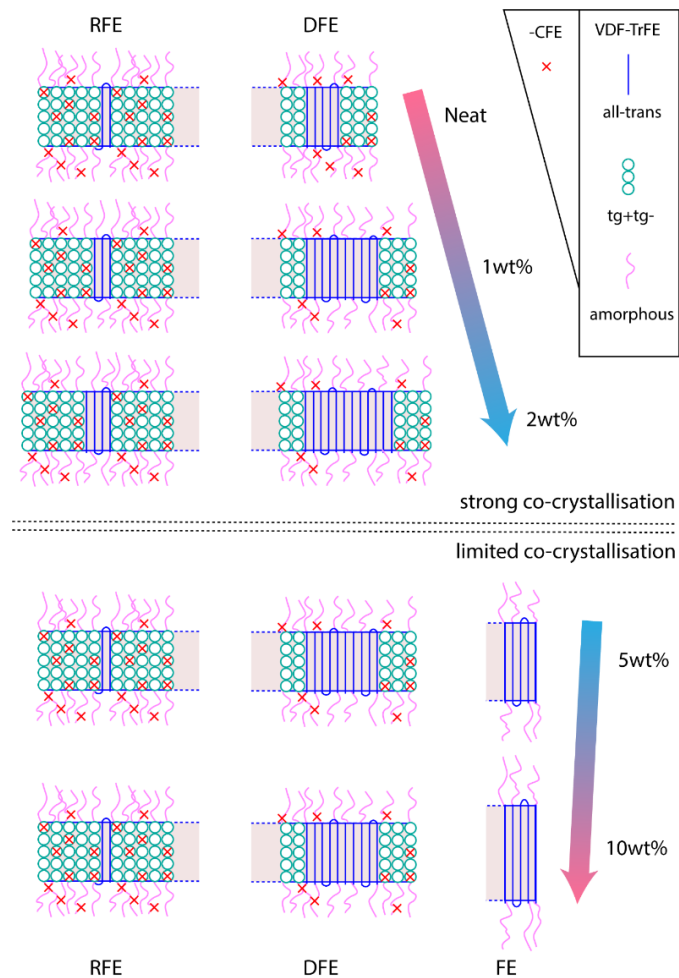 RFE
DFE
-CFE
VDF-TrFE
Neat
all-trans
tg+tg-
1wt%
amorphous
2wt%
strong co-crystallisation
limited co-crystallisation
5wt%
10wt%
RFE
DFE
FE